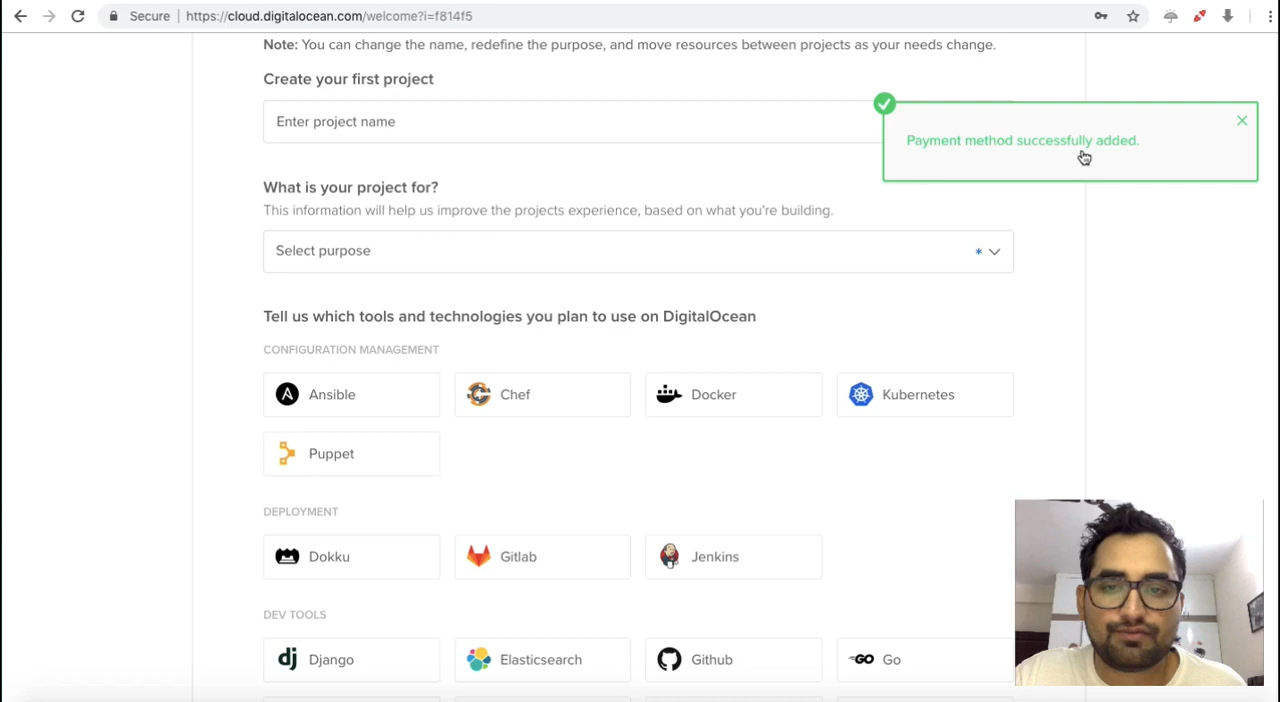 Secure
https://cloud.digitalocean.com/welcome?i=f814f5
Note: You can change the name, redefine the purpose, and move resources between projects as your needs change.
Create your first project
Enter project name
Payment method successfully added.
What is your project for?
This information will help us improve the projects experience, based on what you're building.
Select purpose
*
Tell us which tools and technologies you plan to use on DigitalOcean
CONFIGURATION MANAGEMENT
Ansible
Chef
Docker
Kubernetes
Puppet
DEPLOYMENT
Dokku
Gitlab
Jenkins
DEV TOOLS
dj Django
Elasticsearch
Github
GO Go